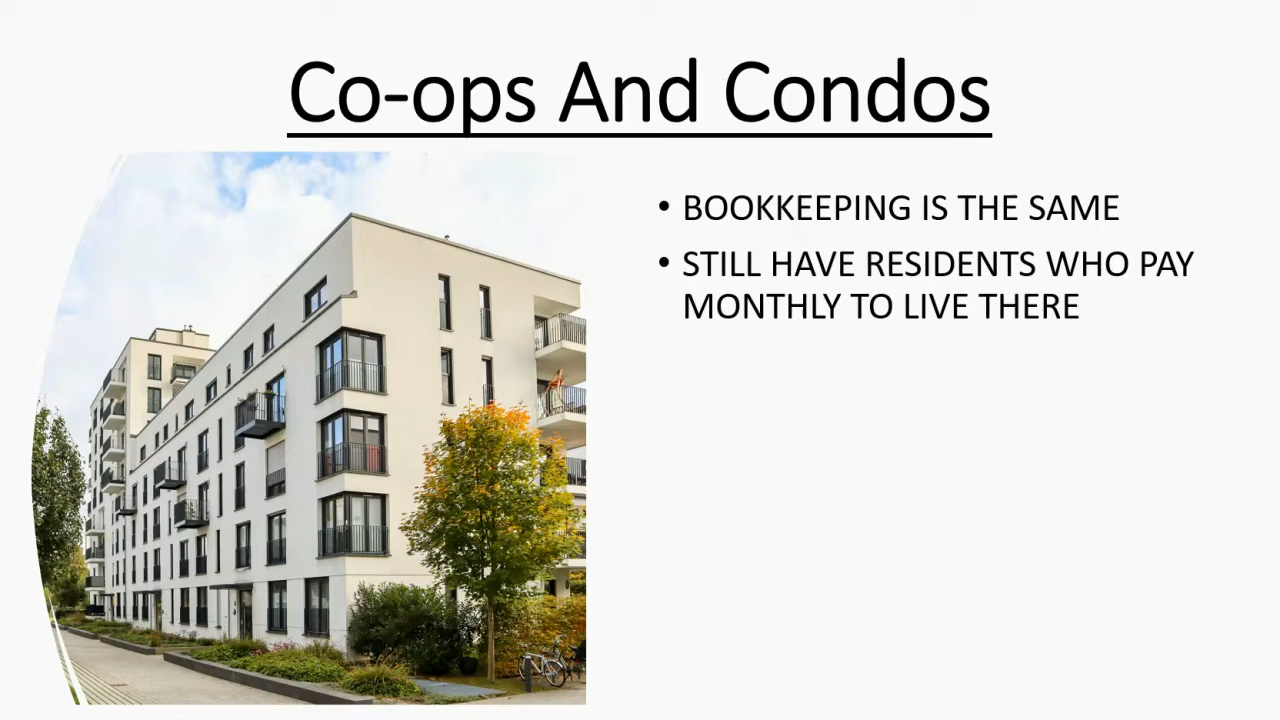 Co-ops And Condos
• BOOKKEEPING IS THE SAME
• STILL HAVE RESIDENTS WHO PAY
MONTHLY TO LIVE THERE